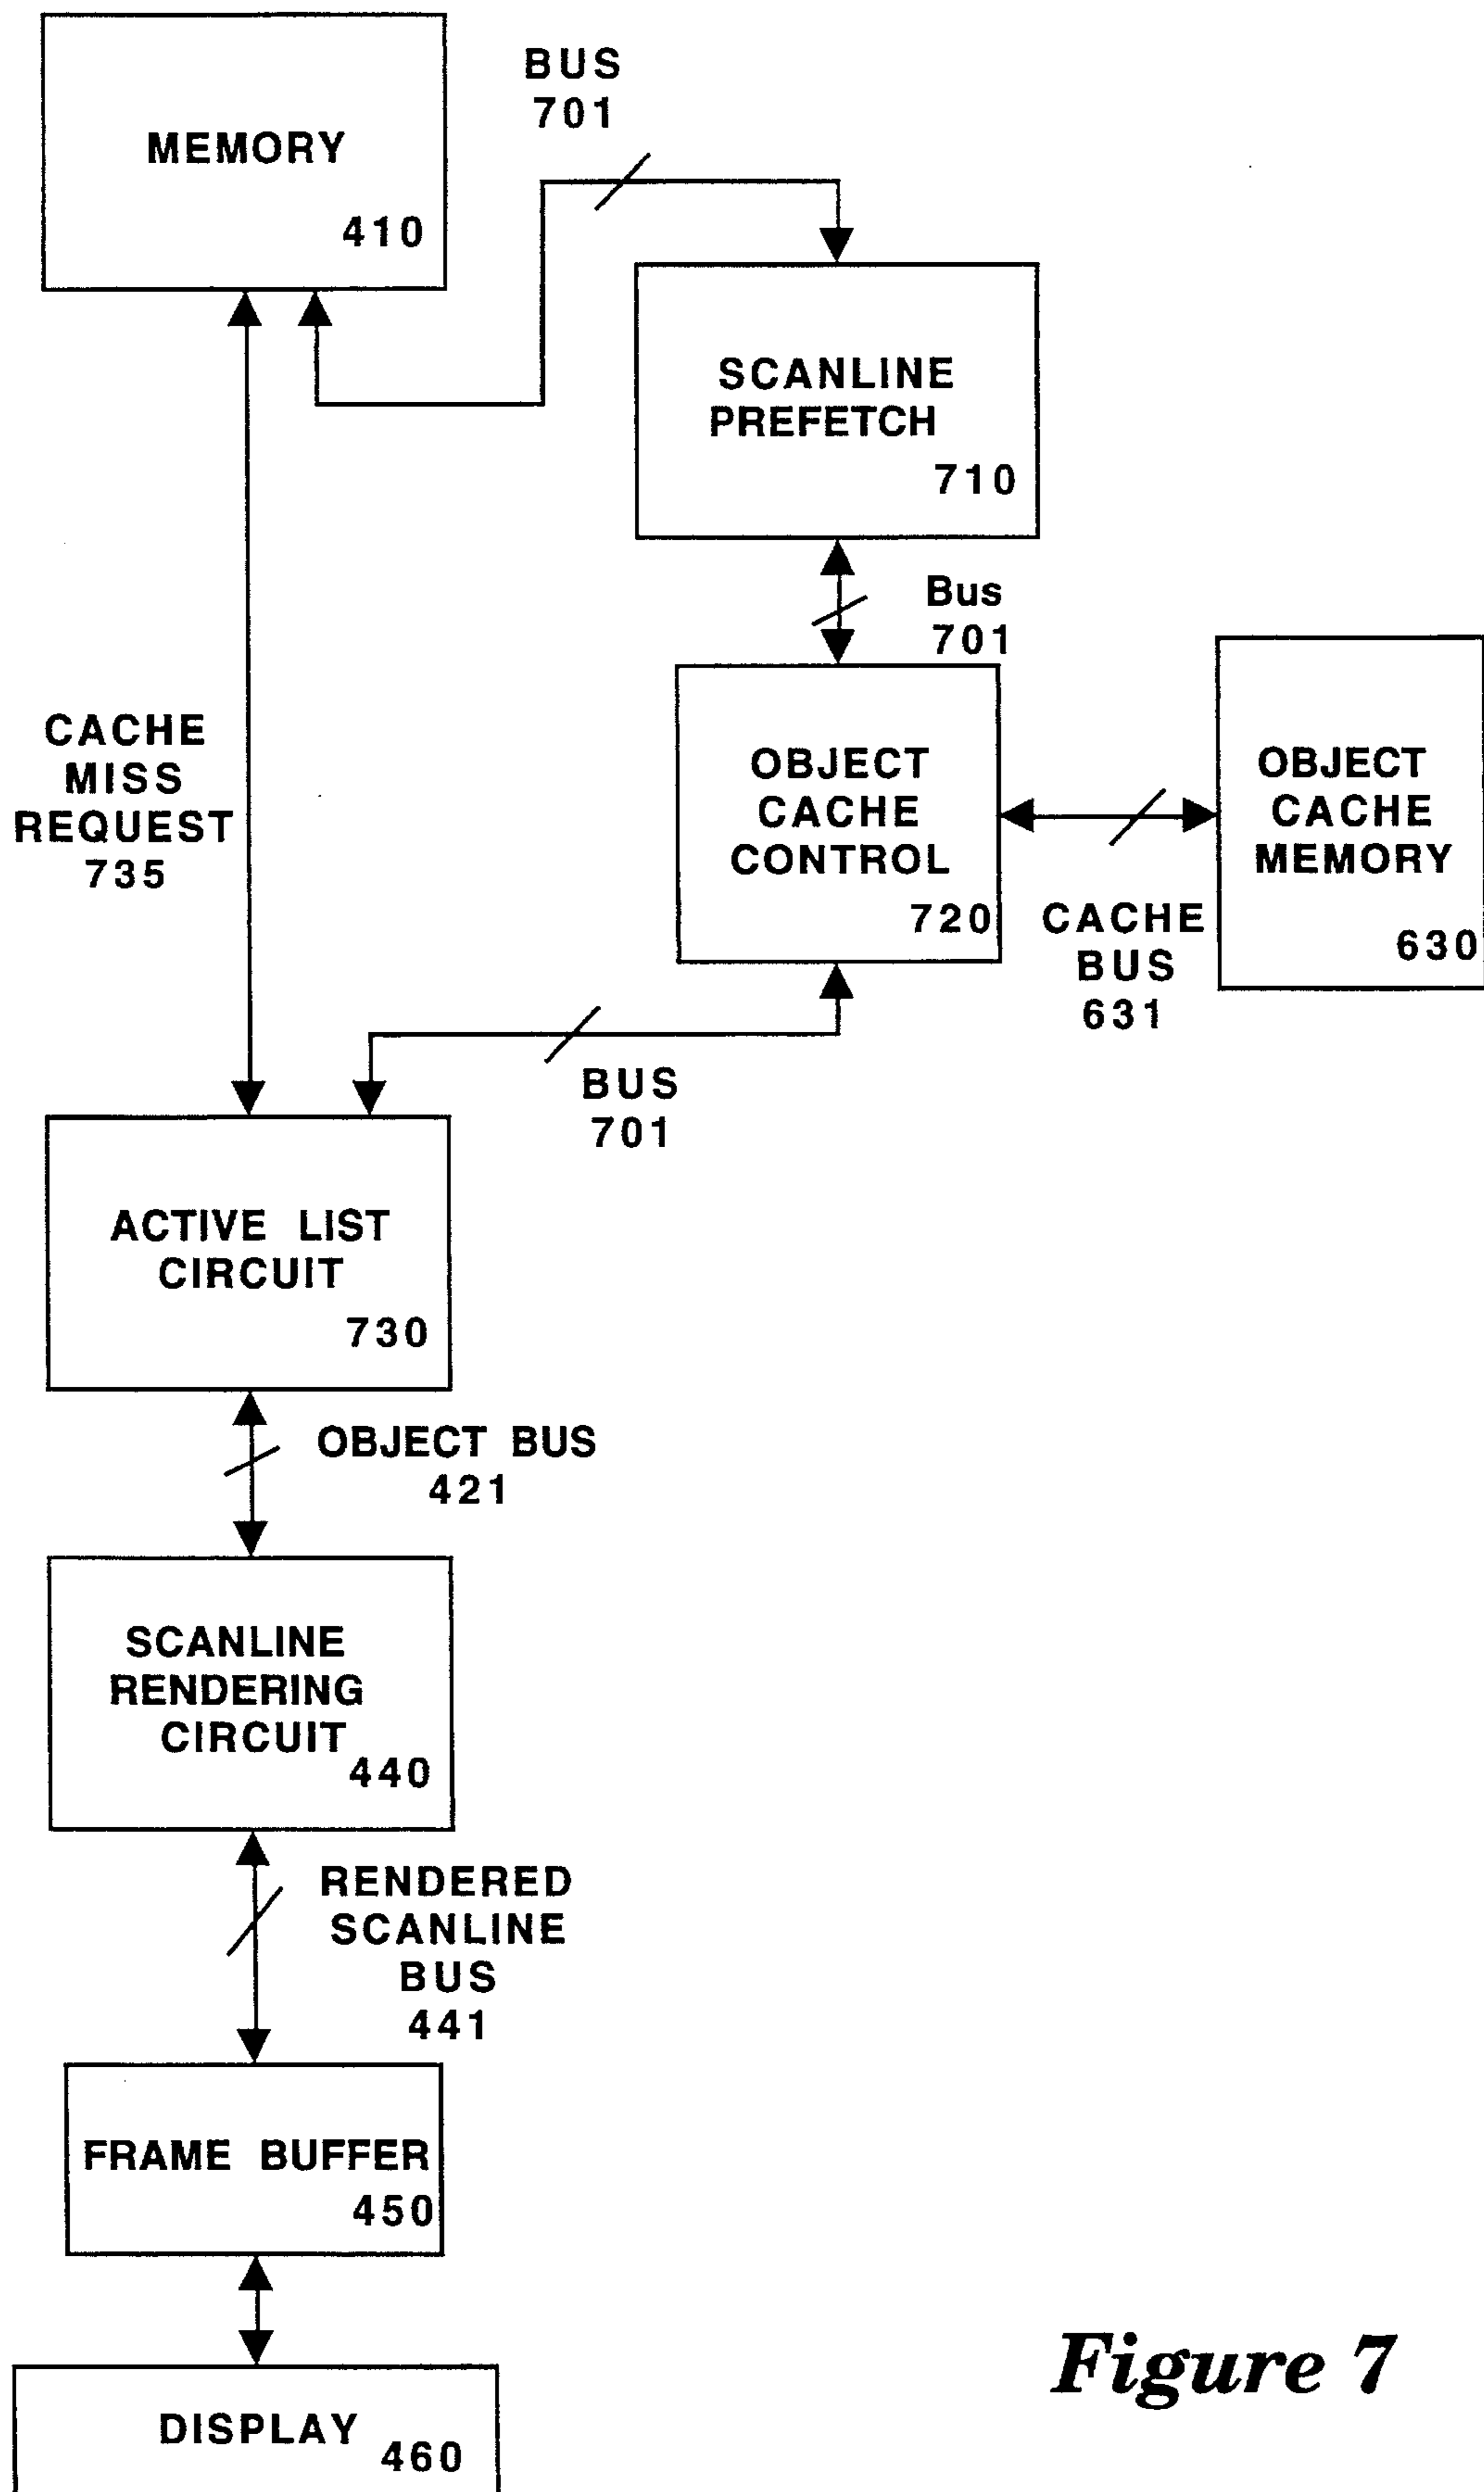 MEMORY
410
BUS
701
SCANLINE
PREFETCH
710
Bus
701
CACHE
MISS
REQUEST
735
OBJECT
CACHE
CONTROL
720
OBJECT
CACHE
MEMORY
630
CACHE
BUS
631
BUS
701
ACTIVE LIST
CIRCUIT
730
OBJECT BUS
421
SCANLINE
RENDERING
CIRCUIT
440
RENDERED
SCANLINE
BUS
441
FRAME BUFFER
450
DISPLAY
460
Figure 7